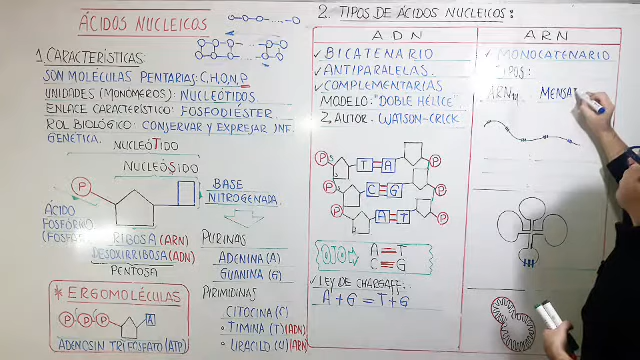 ÁCIDOS NUCLEICOS
1. CARACTERÍSTICAS:
SON MOLÉCULAS PENTARIAS: C,H,O,N,P
UNIDADES (MONÓMEROS): NUCLEÓTIDOS
ENLACE CARACTERÍSTICO: FOSFODIÉSTER
ROL BIOLÓGICO: CONSERVAR Y EXPRESAR INF.
GENÉTICA.
NUCLEÓTIDO
NUCLEÓSIDO
P
BASE
NITROGENADA.
ÁCIDO
FOSFÓRICO
(FOSFA
RIBOSA (ARN)
DESOXIRRIBOSA (ADN)
PENTOSA
PURINAS
ADENINA (A)
GUANINA (G)
PIRIMIDINAS
CITOCINA (C)
TIMINA (T) (ADN)
URACILO (U) (ARN)
* ERGOMOLÉCULAS
P P P A
ADENOSIN TRIFOSFATO (ATP)
2. TIPOS DE ÁCIDOS NUCLEICOS:
ADN
✓ BICATENARIO
✓ ANTIPARALELAS.
✓ COMPLEMENTARIAS
MODELO: "DOBLE HÉLICE"
AUTOR: WATSON-CRICK
P T A P
P C G P
P A T P
A T
C G
✓ LEY DE CHARGAFF:
A + G = T + G
ARN
✓ MONOCATENARIO
TIPOS:
ARNm MENSA